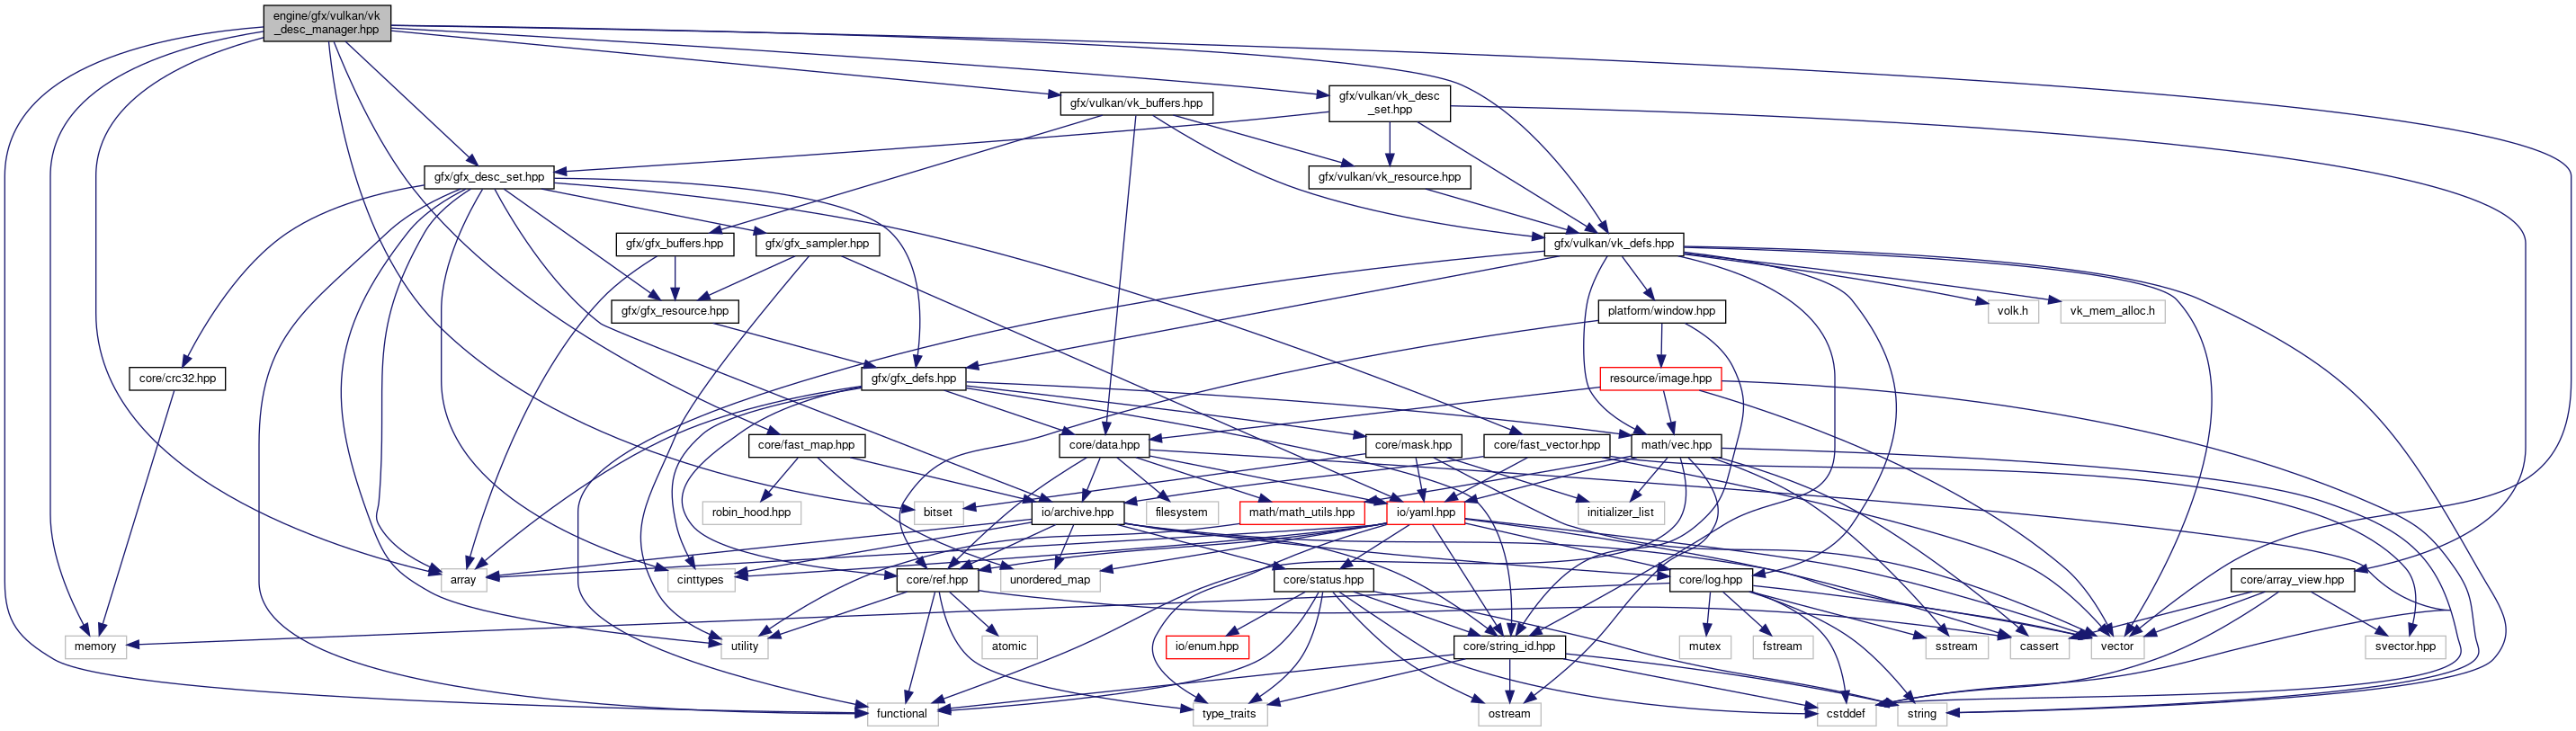 engine/gfx/vulkan/vk
_desc_manager.hpp
gfx/vulkan/vk_buffers.hpp
gfx/vulkan/vk_desc
_set.hpp
gfx/gfx_desc_set.hpp
gfx/vulkan/vk_resource.hpp
gfx/gfx_buffers.hpp
gfx/gfx_sampler.hpp
gfx/vulkan/vk_defs.hpp
gfx/gfx_resource.hpp
platform/window.hpp
volk.h
vk_mem_alloc.h
core/crc32.hpp
gfx/gfx_defs.hpp
resource/image.hpp
core/fast_map.hpp
core/data.hpp
core/mask.hpp
core/fast_vector.hpp
math/vec.hpp
robin_hood.hpp
bitset
io/archive.hpp
filesystem
math/math_utils.hpp
io/yaml.hpp
initializer_list
array
cinttypes
core/ref.hpp
unordered_map
core/status.hpp
core/log.hpp
core/array_view.hpp
memory
utility
atomic
io/enum.hpp
mutex
fstream
core/string_id.hpp
sstream
cassert
vector
svector.hpp
functional
type_traits
ostream
cstddef
string